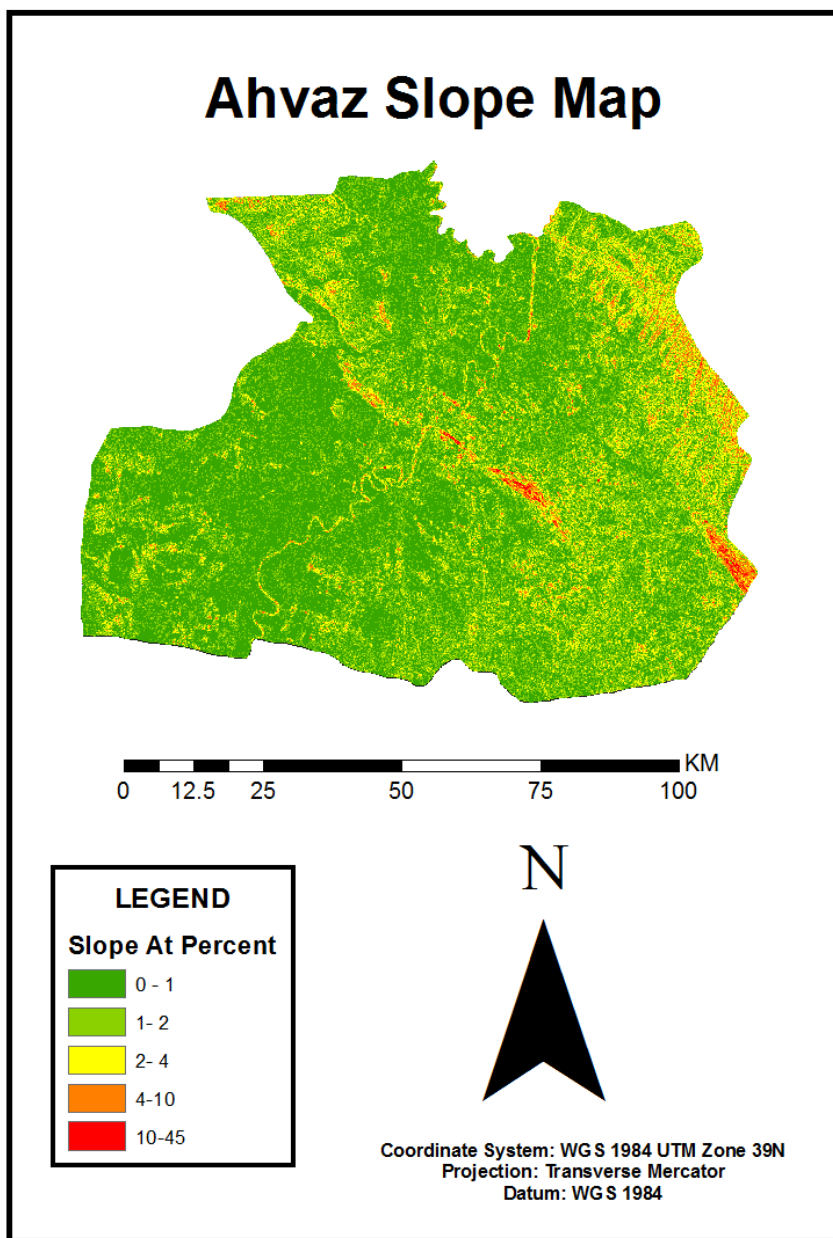 Ahvaz Slope Map
KM
0 12.5 25 50 75 100
N
LEGEND
Slope At Percent
0 - 1
1- 2
2- 4
4-10
10-45
Coordinate System: WGS 1984 UTM Zone 39N
Projection: Transverse Mercator
Datum: WGS 1984